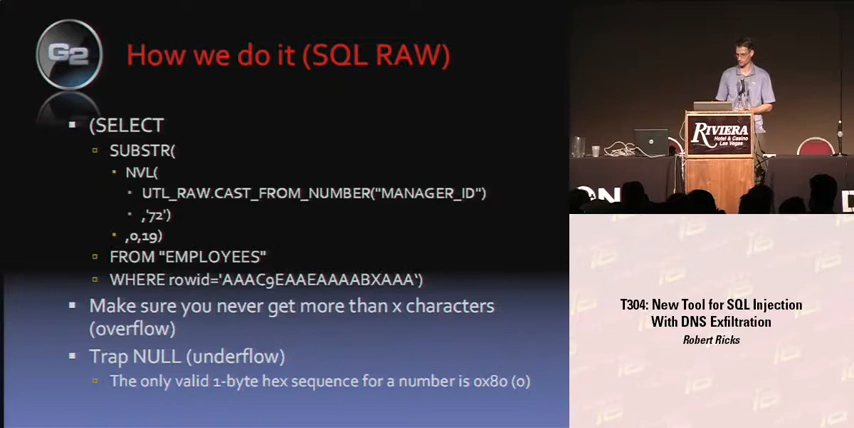 G2
How we do it (SQL RAW)
(SELECT
SUBSTR(
NVL(
UTL_RAW.CAST_FROM_NUMBER("MANAGER_ID")
,'72')
,0,19)
FROM "EMPLOYEES"
WHERE rowid='AAAC9EAAEAAAABXAAA')
Make sure you never get more than x characters
(overflow)
Trap NULL (underflow)
The only valid 1-byte hex sequence for a number is 0x80 (0)
RIVIERA
Hotel & Casino
Las Vegas
ON
D
T304: New Tool for SQL Injection
With DNS Exfiltration
Robert Ricks